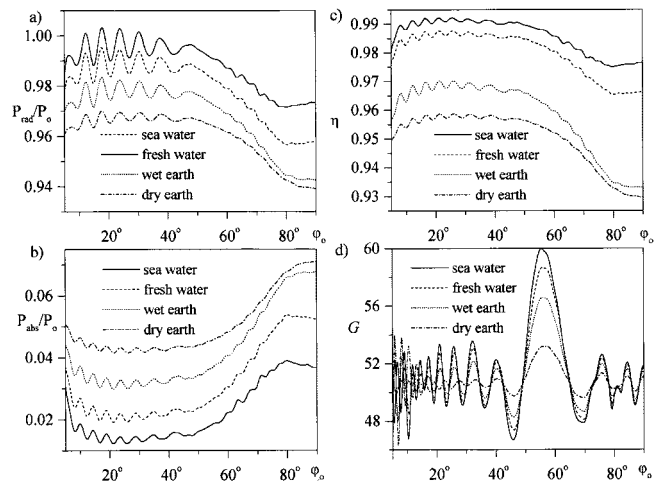 a)
1.00
0.98
P_rad/P_o
0.96
0.94
sea water
fresh water
wet earth
dry earth
20° 40° 60° 80° φ_o
c)
0.99
0.98
0.97
η
0.95
0.94
0.93
sea water
fresh water
wet earth
dry earth
20° 40° 60° 80° φ_o
b)
0.06
P_abs/P_o
0.04
0.02
sea water
fresh water
wet earth
dry earth
20° 40° 60° 80° φ_o
d)
60
56
G
52
48
sea water
fresh water
wet earth
dry earth
20° 40° 60° 80° φ_o